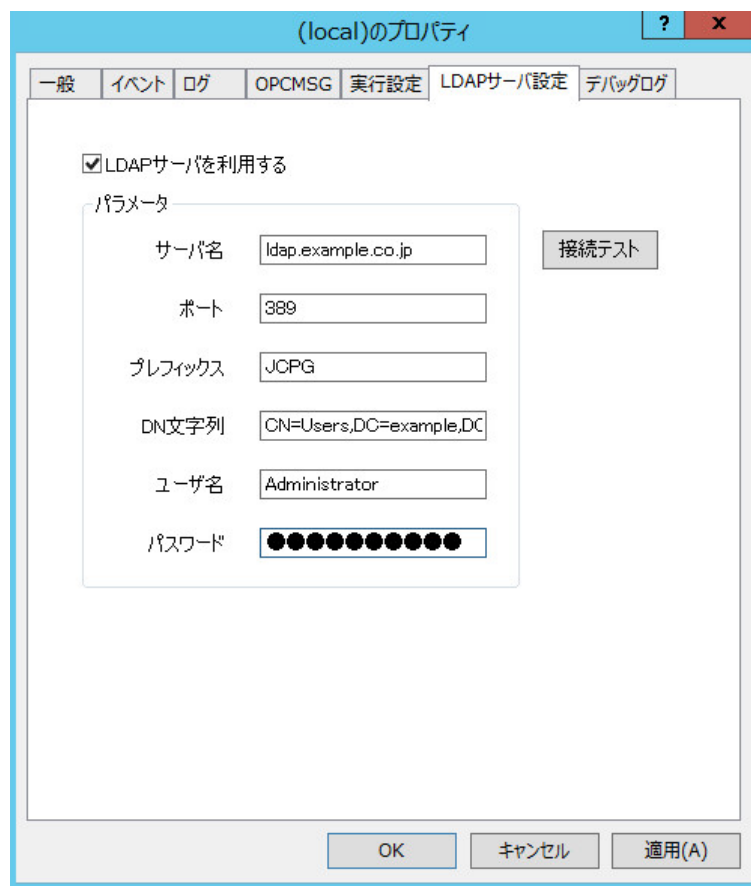 (local)のプロパティ
? x
一般 イベント ログ OPCMSG 実行設定 LDAPサーバ設定 デバッグログ
LDAPサーバを利用する
パラメータ
サーバ名 ldap.example.co.jp 接続テスト
ポート 389
プレフィックス JCPG
DN文字列 CN=Users,DC=example,DC
ユーザ名 Administrator
パスワード ●●●●●●●●●●
OK キャンセル 適用(A)